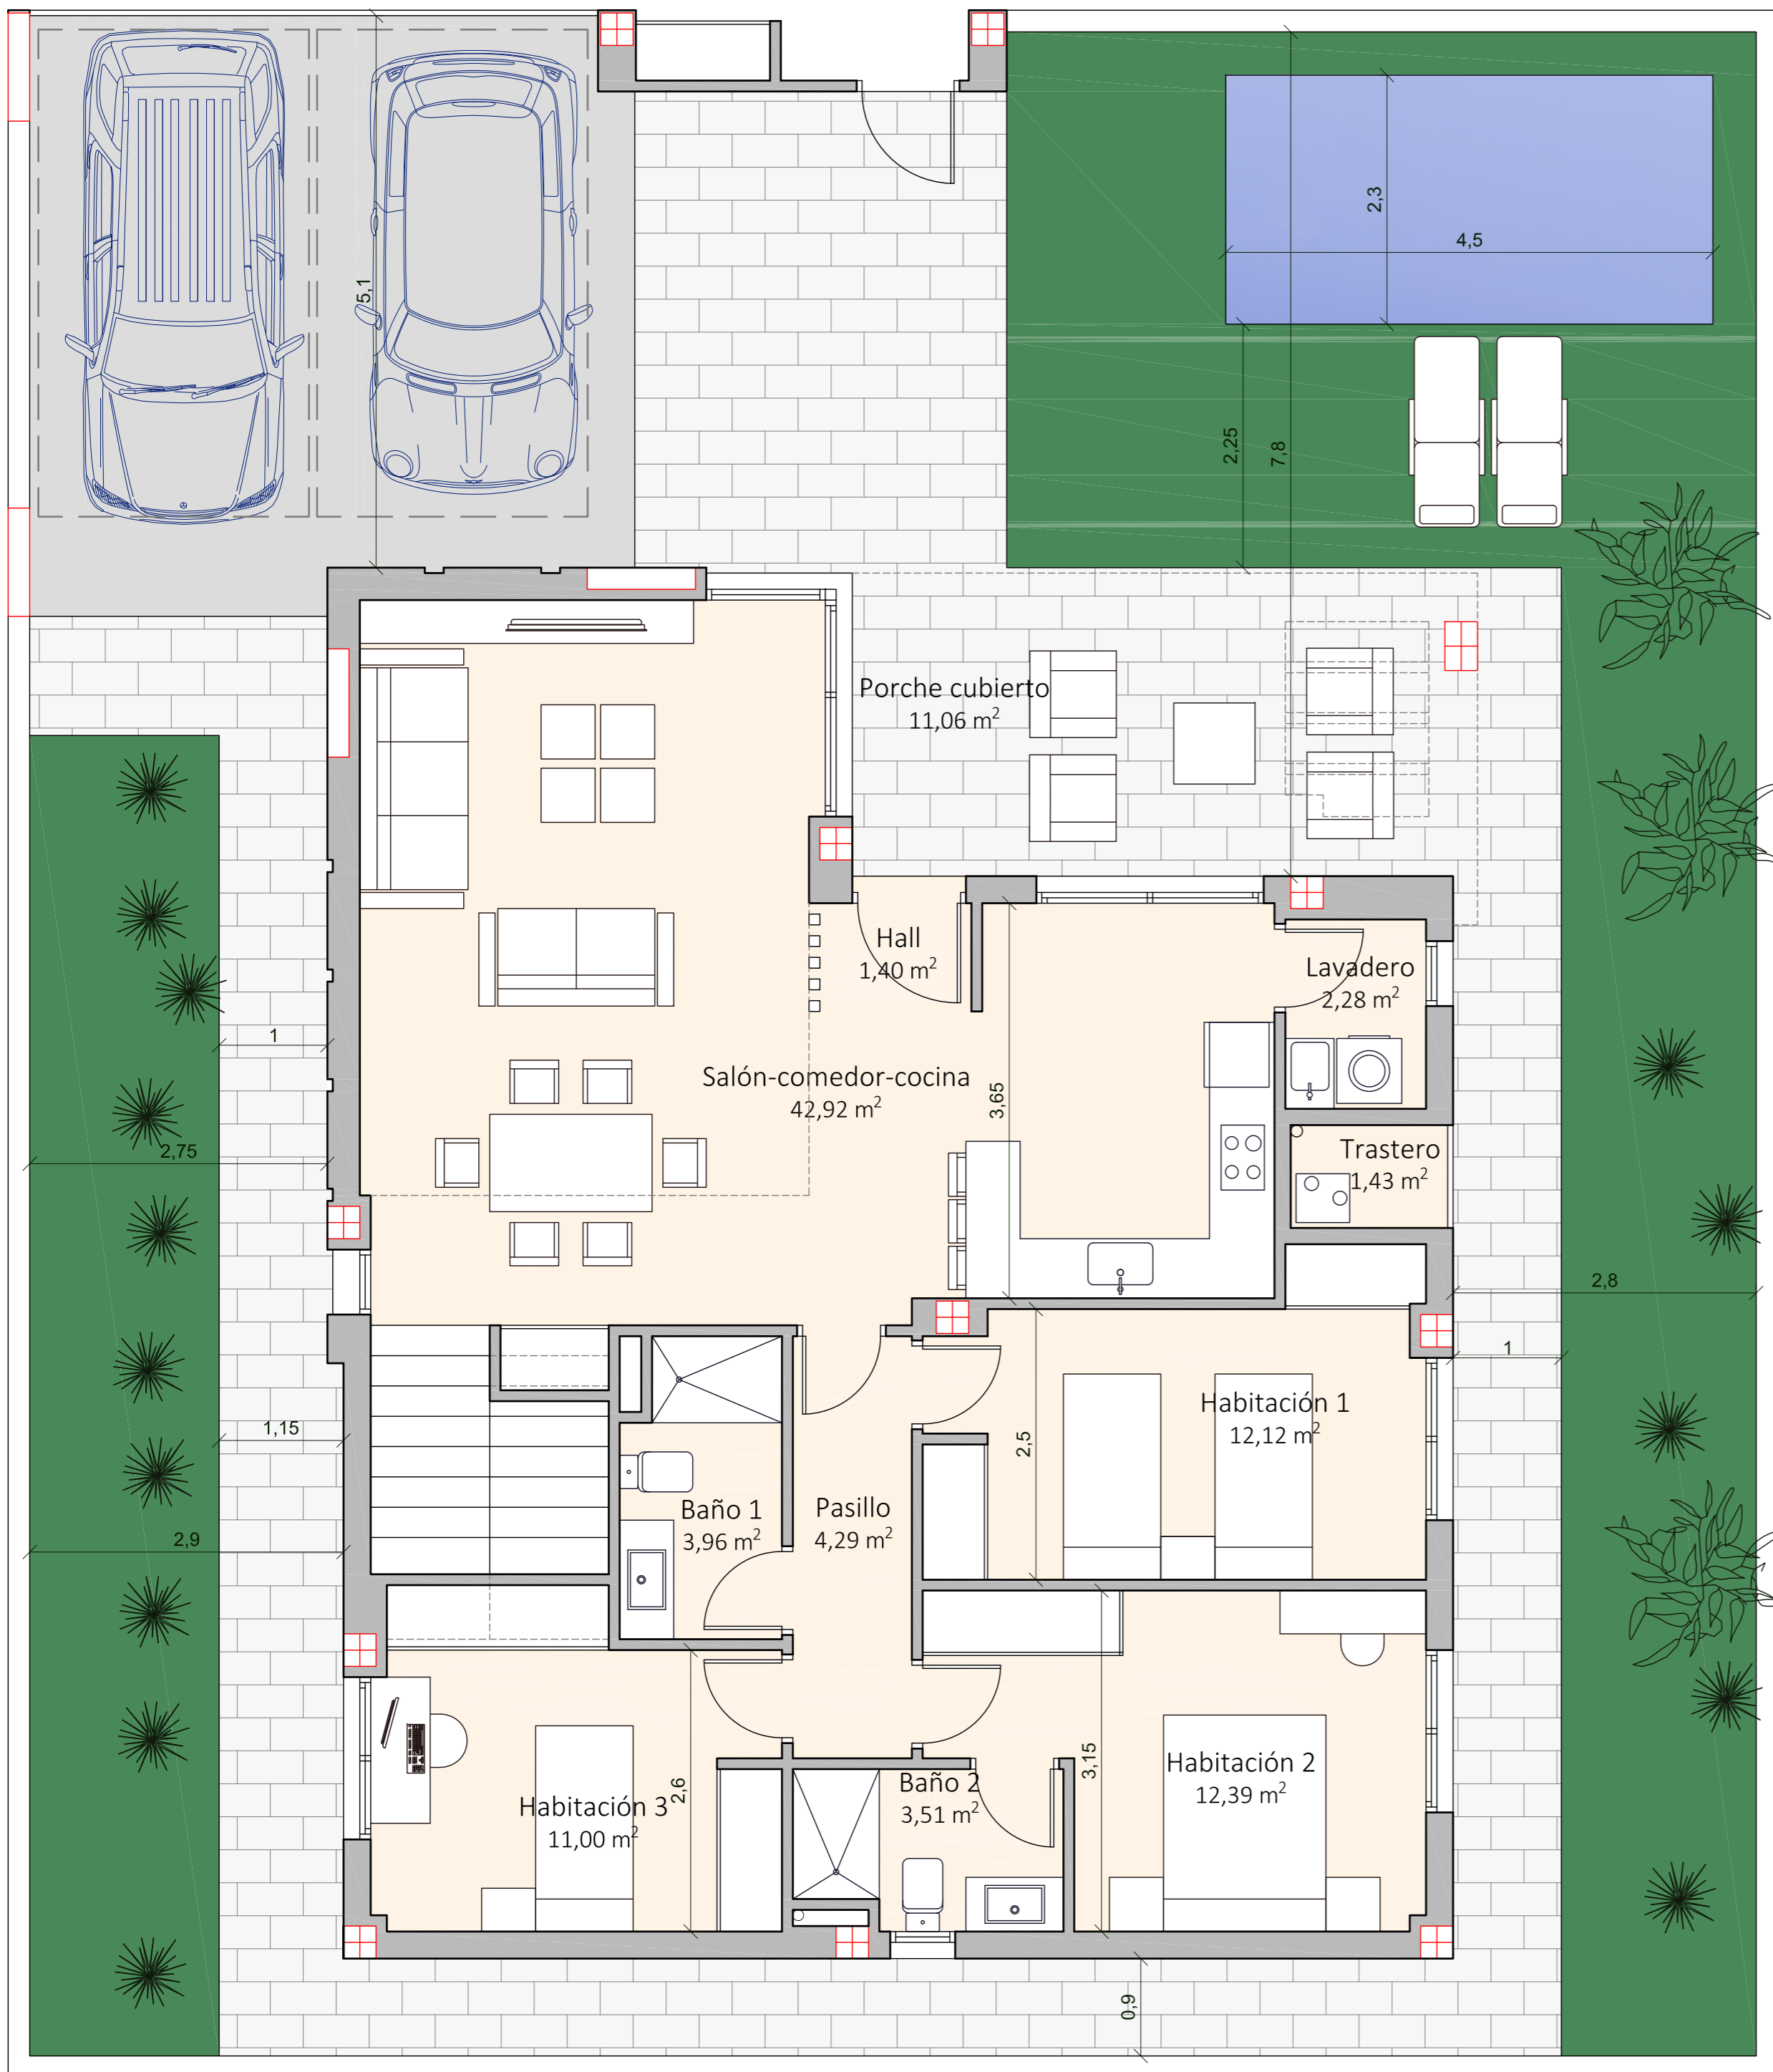 5,1
2,3
4,5
2,25
7,8
Porche cubierto
11,06 m²
Hall
1,40 m²
Lavadero
2,28 m²
1
Salón-comedor-cocina
42,92 m²
3,65
Trastero
1,43 m²
2,75
2,8
1
Habitación 1
12,12 m²
2,5
1,15
Baño 1
3,96 m²
Pasillo
4,29 m²
2,9
Habitación 2
12,39 m²
3,15
Baño 2
3,51 m²
Habitación 3
11,00 m²
2,6
0,9